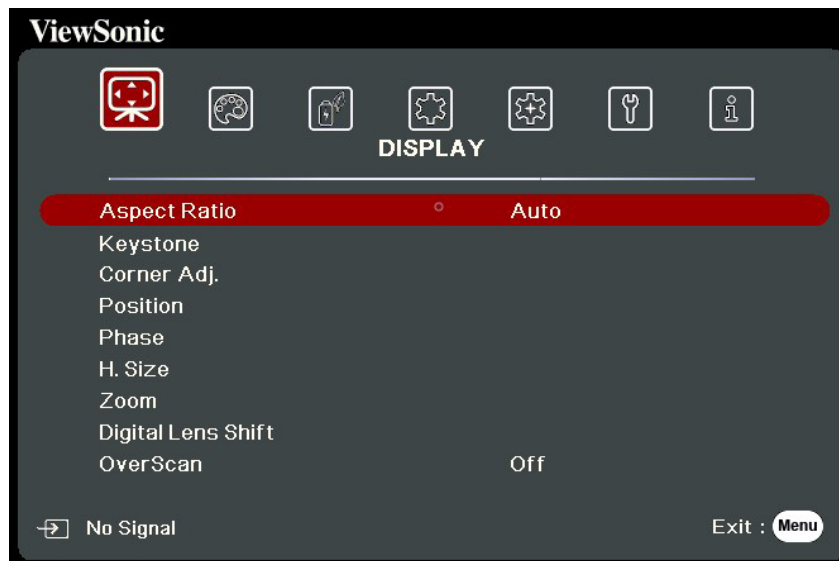 ViewSonic
DISPLAY
Aspect Ratio Auto
Keystone
Corner Adj.
Position
Phase
H. Size
Zoom
Digital Lens Shift
OverScan Off
No Signal Exit : Menu